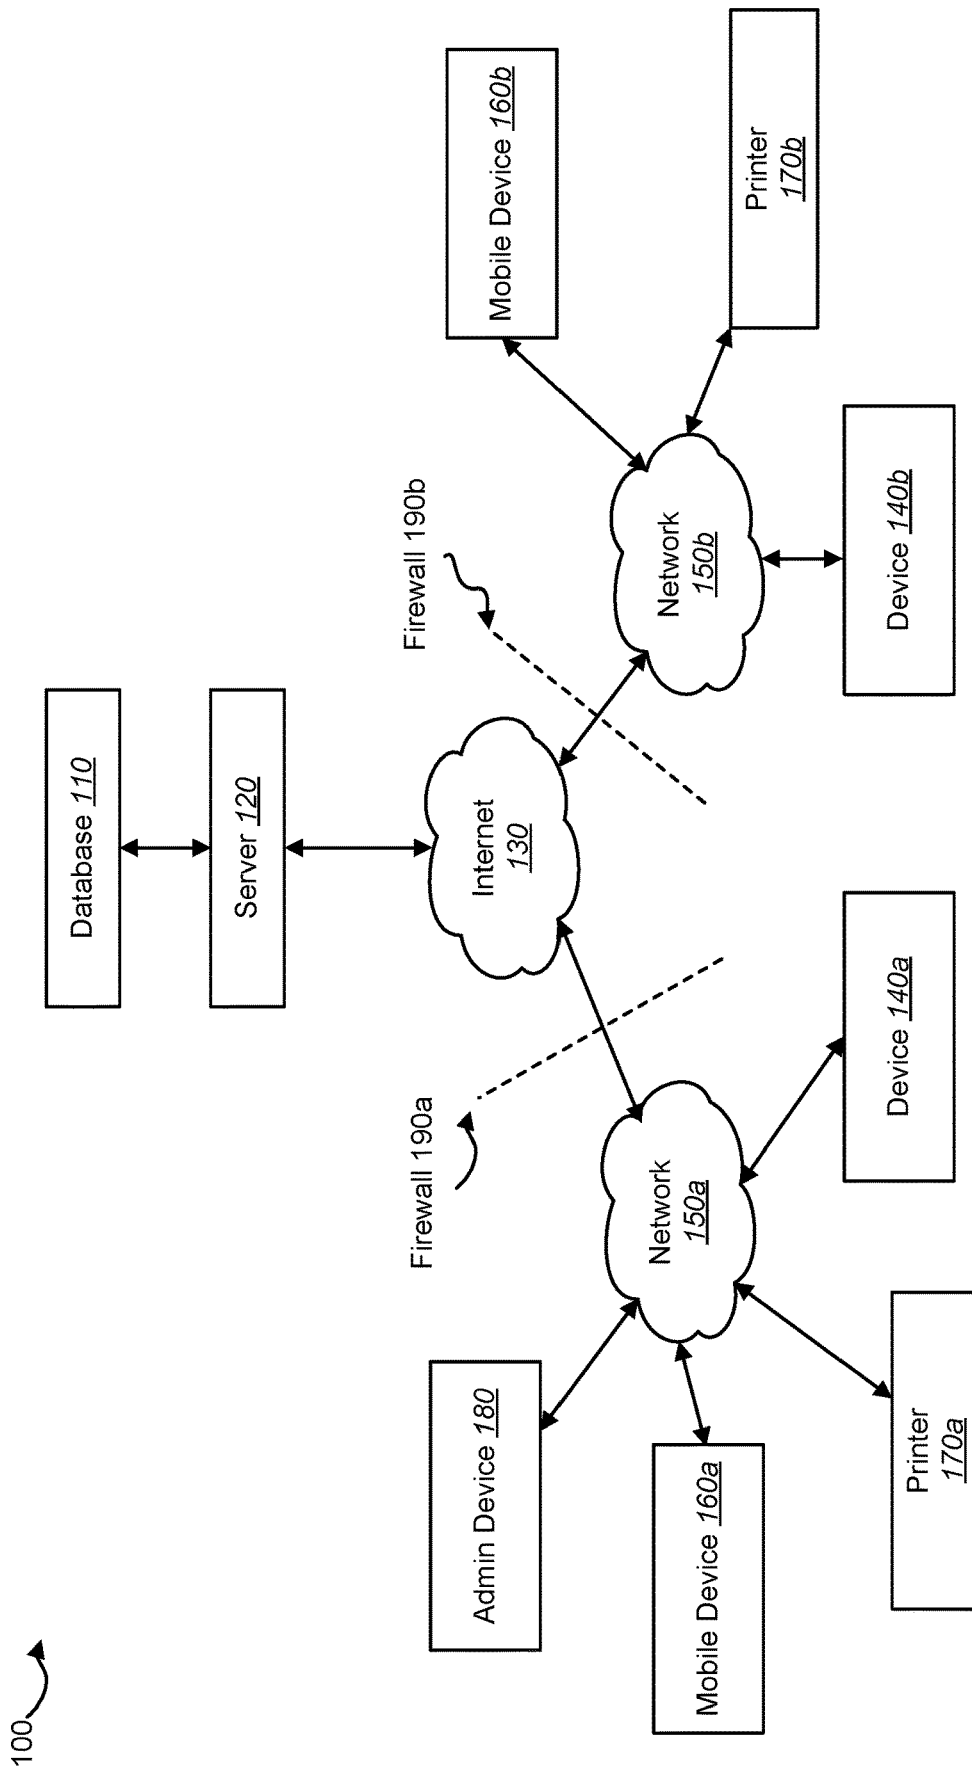 100
Database 110
Server 120
Internet
130
Firewall 190a
Firewall 190b
Admin Device 180
Mobile Device 160b
Network
150a
Network
150b
Mobile Device 160a
Printer
170b
Printer
170a
Device 140a
Device 140b